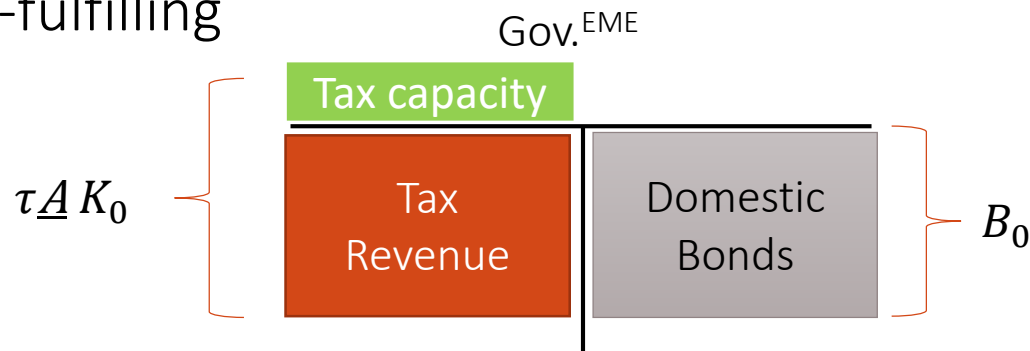 -fulfilling
Gov.EME
Tax capacity
τA K₀
Tax
Revenue
Domestic
Bonds
B₀